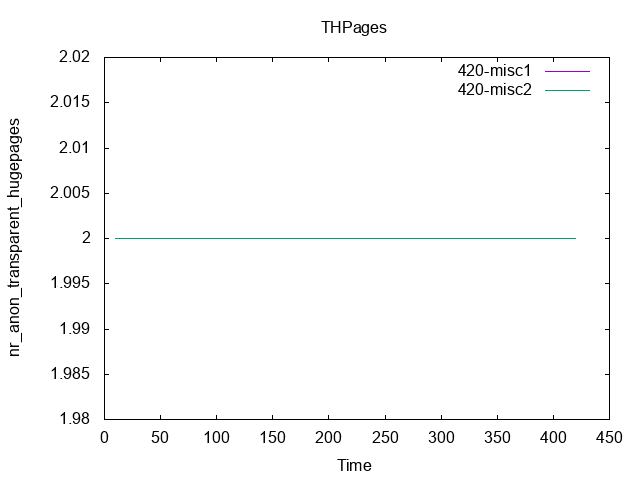 THPages
420-misc1
420-misc2
nr_anon_transparent_hugepages
2.02
2.015
2.01
2.005
2
1.995
1.99
1.985
1.98
0 50 100 150 200 250 300 350 400 450
Time